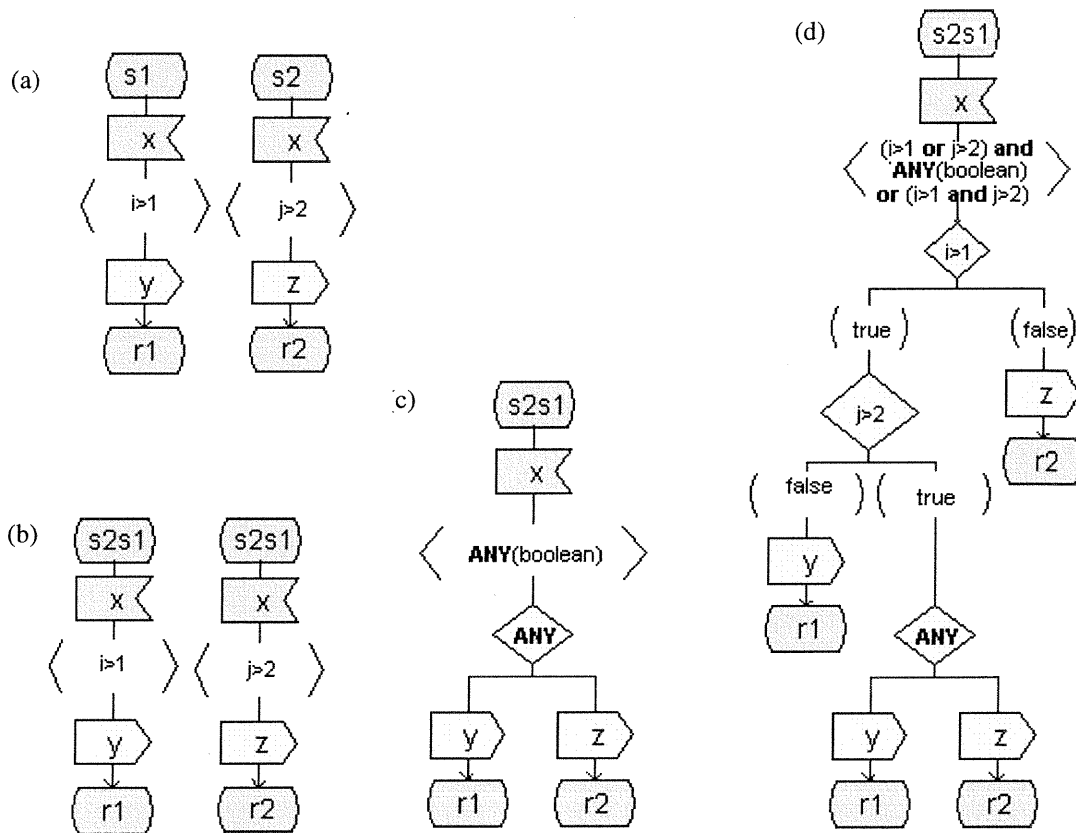 (a)
s1
x
i>1
y
r1
s2
x
j>2
z
r2
(b)
s2s1
x
i>1
y
r1
s2s1
x
j>2
z
r2
c)
s2s1
x
ANY(boolean)
ANY
y
r1
z
r2
(d)
s2s1
x
(i>1 or j>2) and
ANY(boolean)
or (i>1 and j>2)
i>1
true
false
j>2
z
r2
false
true
y
r1
ANY
y
r1
z
r2